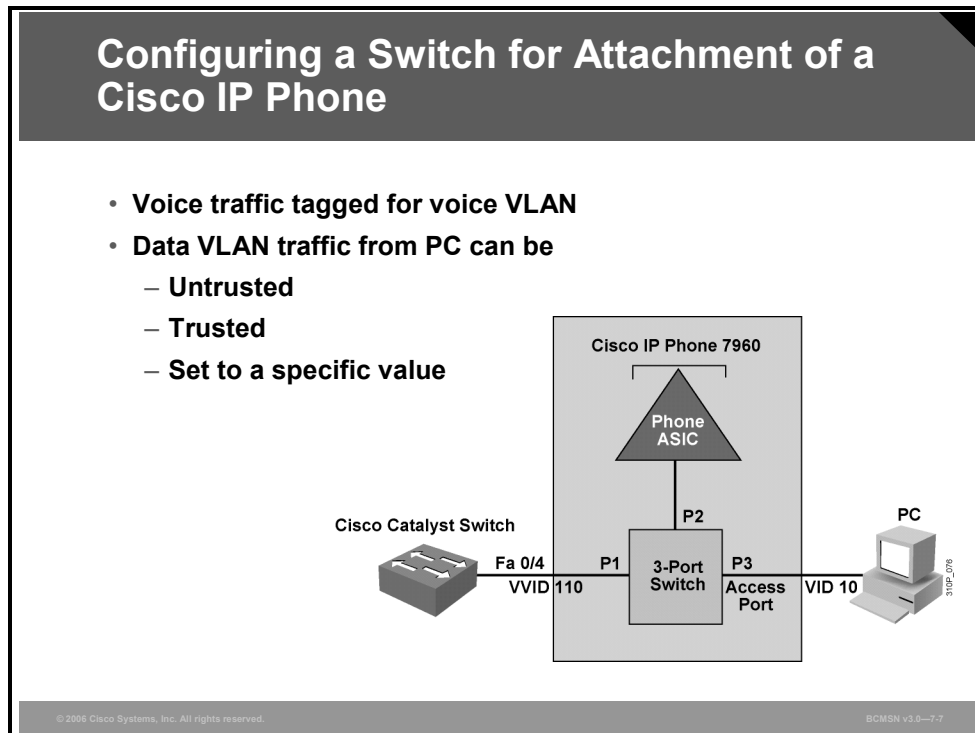 Configuring a Switch for Attachment of a
Cisco IP Phone
• Voice traffic tagged for voice VLAN
• Data VLAN traffic from PC can be
– Untrusted
– Trusted
– Set to a specific value
Cisco IP Phone 7960
Phone
ASIC
P2
PC
Cisco Catalyst Switch
Fa 0/4
P1
3-Port
Switch
P3
VVID 110
Access
Port
VID 10
310P_076
© 2006 Cisco Systems, Inc. All rights reserved.
BCMSN v3.0—7-7